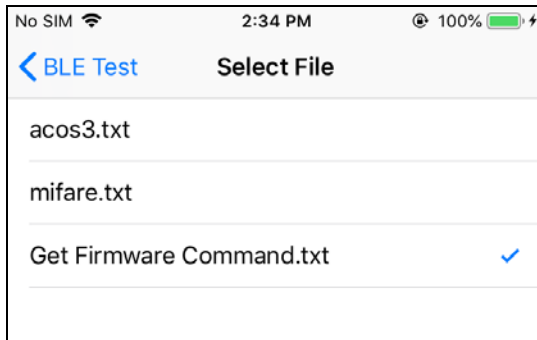 No SIM 2:34 PM 100%
BLE Test Select File
acos3.txt
mifare.txt
Get Firmware Command.txt